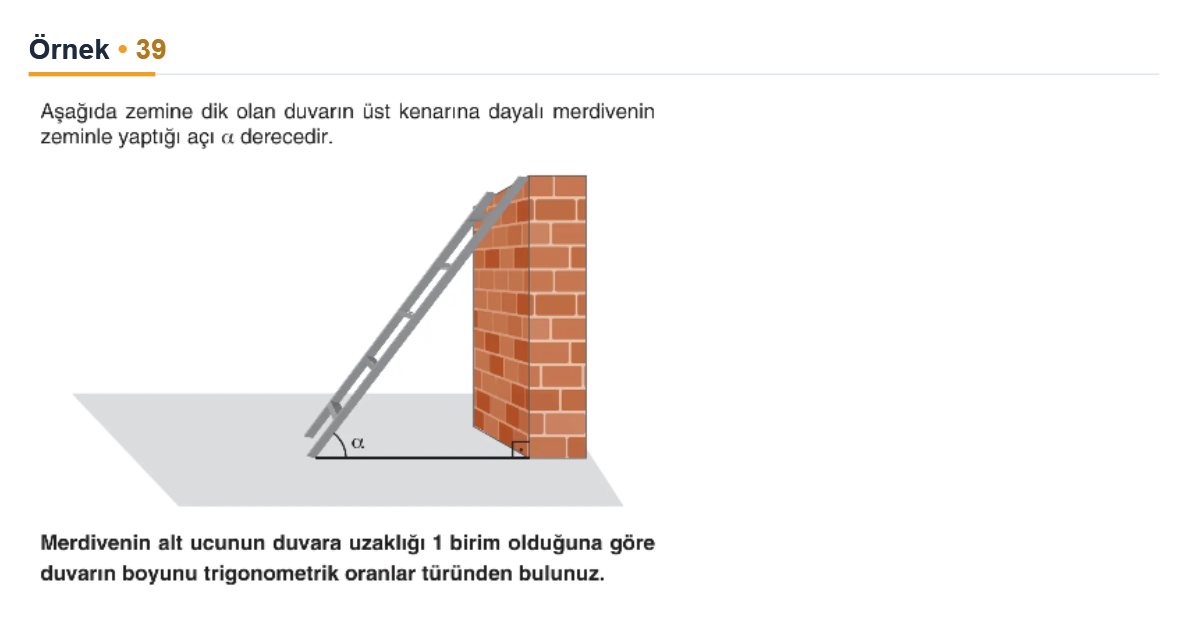 Örnek • 39
Aşağıda zemine dik olan duvarın üst kenarına dayalı merdivenin
zeminle yaptığı açı α derecedir.
α
Merdivenin alt ucunun duvara uzaklığı 1 birim olduğuna göre
duvarın boyunu trigonometrik oranlar türünden bulunuz.